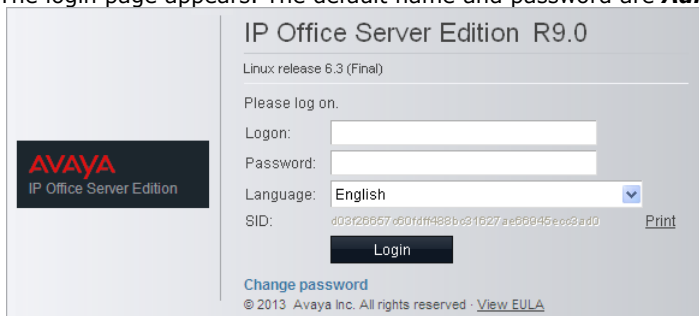 The login page appears. The default name and password are
IP Office Server Edition R9.0
Linux release 6.3 (Final)
Please log on.
Logon:
Password:
AVAYA
IP Office Server Edition
Language: English
SID: Print
Login
Change password
© 2013 Avaya Inc. All rights reserved · View EULA